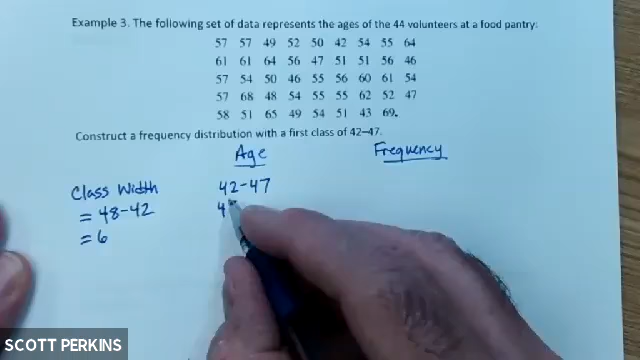 Example 3. The following set of data represents the ages of the 44 volunteers at a food pantry:
57 57 49 52 50 42 54 55 64
61 61 64 56 47 51 51 56 46
57 54 50 46 55 56 60 61 54
57 68 48 54 55 55 62 52 47
58 51 65 49 54 51 43 69.
Construct a frequency distribution with a first class of 42–47.
Age Frequency
Class Width 42-47
= 48-42 4
= 6
SCOTT PERKINS